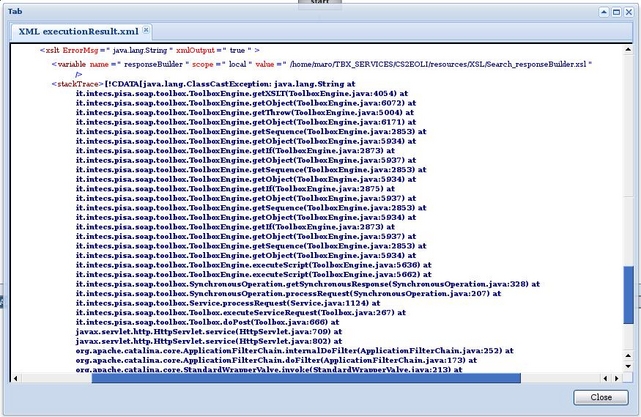 start
Tab
XML executionResult.xml
<xslt ErrorMsg =" java.lang.String " xmlOutput =" true " >
<variable name =" responseBuilder " scope =" local " value =" /home/maro/TBX_SERVICES/CS2EOLI/resources/XSL/Search_responseBuilder.xsl "
/>
<stackTrace>[!CDATA[java.lang.ClassCastException: java.lang.String at
it.intecs.pisa.soap.toolbox.ToolboxEngine.getXSLT(ToolboxEngine.java:4054) at
it.intecs.pisa.soap.toolbox.ToolboxEngine.getObject(ToolboxEngine.java:6072) at
it.intecs.pisa.soap.toolbox.ToolboxEngine.getThrow(ToolboxEngine.java:5004) at
it.intecs.pisa.soap.toolbox.ToolboxEngine.getObject(ToolboxEngine.java:6171) at
it.intecs.pisa.soap.toolbox.ToolboxEngine.getSequence(ToolboxEngine.java:2853) at
it.intecs.pisa.soap.toolbox.ToolboxEngine.getObject(ToolboxEngine.java:5934) at
it.intecs.pisa.soap.toolbox.ToolboxEngine.getIf(ToolboxEngine.java:2873) at
it.intecs.pisa.soap.toolbox.ToolboxEngine.getObject(ToolboxEngine.java:5937) at
it.intecs.pisa.soap.toolbox.ToolboxEngine.getSequence(ToolboxEngine.java:2853) at
it.intecs.pisa.soap.toolbox.ToolboxEngine.getObject(ToolboxEngine.java:5934) at
it.intecs.pisa.soap.toolbox.ToolboxEngine.getIf(ToolboxEngine.java:2875) at
it.intecs.pisa.soap.toolbox.ToolboxEngine.getObject(ToolboxEngine.java:5937) at
it.intecs.pisa.soap.toolbox.ToolboxEngine.getSequence(ToolboxEngine.java:2853) at
it.intecs.pisa.soap.toolbox.ToolboxEngine.getObject(ToolboxEngine.java:5934) at
it.intecs.pisa.soap.toolbox.ToolboxEngine.getIf(ToolboxEngine.java:2873) at
it.intecs.pisa.soap.toolbox.ToolboxEngine.getObject(ToolboxEngine.java:5937) at
it.intecs.pisa.soap.toolbox.ToolboxEngine.getSequence(ToolboxEngine.java:2853) at
it.intecs.pisa.soap.toolbox.ToolboxEngine.getObject(ToolboxEngine.java:5934) at
it.intecs.pisa.soap.toolbox.ToolboxEngine.executeScript(ToolboxEngine.java:5636) at
it.intecs.pisa.soap.toolbox.ToolboxEngine.executeScript(ToolboxEngine.java:5662) at
it.intecs.pisa.soap.toolbox.SynchronousOperation.getSynchronousResponse(SynchronousOperation.java:328) at
it.intecs.pisa.soap.toolbox.SynchronousOperation.processRequest(SynchronousOperation.java:207) at
it.intecs.pisa.soap.toolbox.Service.processRequest(Service.java:1124) at
it.intecs.pisa.soap.toolbox.Toolbox.executeServiceRequest(Toolbox.java:267) at
it.intecs.pisa.soap.toolbox.Toolbox.doPost(Toolbox.java:666) at
javax.servlet.http.HttpServlet.service(HttpServlet.java:709) at
javax.servlet.http.HttpServlet.service(HttpServlet.java:802) at
org.apache.catalina.core.ApplicationFilterChain.internalDoFilter(ApplicationFilterChain.java:252) at
org.apache.catalina.core.ApplicationFilterChain.doFilter(ApplicationFilterChain.java:173) at
org.apache.catalina.core.StandardWrapperValve.invoke(StandardWrapperValve.java:213) at
Close